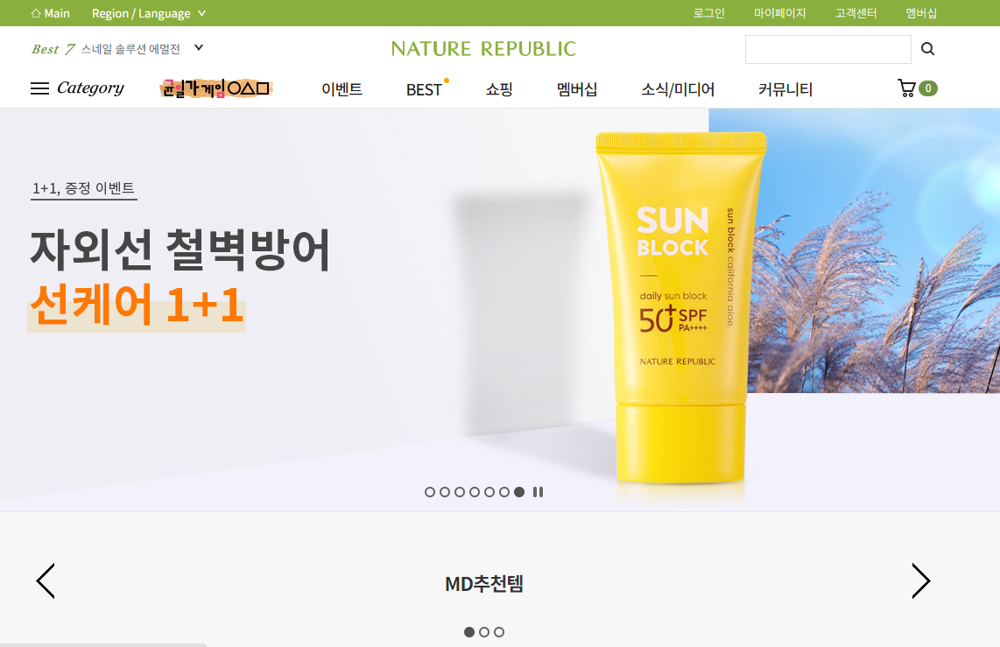 Main Region / Language 로그인 마이페이지 고객센터 멤버십
Best 7 스네일 솔루션 에멀전
NATURE REPUBLIC
Category 균일가게임 이벤트 BEST 쇼핑 멤버십 소식/미디어 커뮤니티 0
1+1, 증정 이벤트
자외선 철벽방어
선케어 1+1
SUN
BLOCK
daily sun block
50+ SPF
PA++++
NATURE REPUBLIC
sun block california aloe.
MD추천템